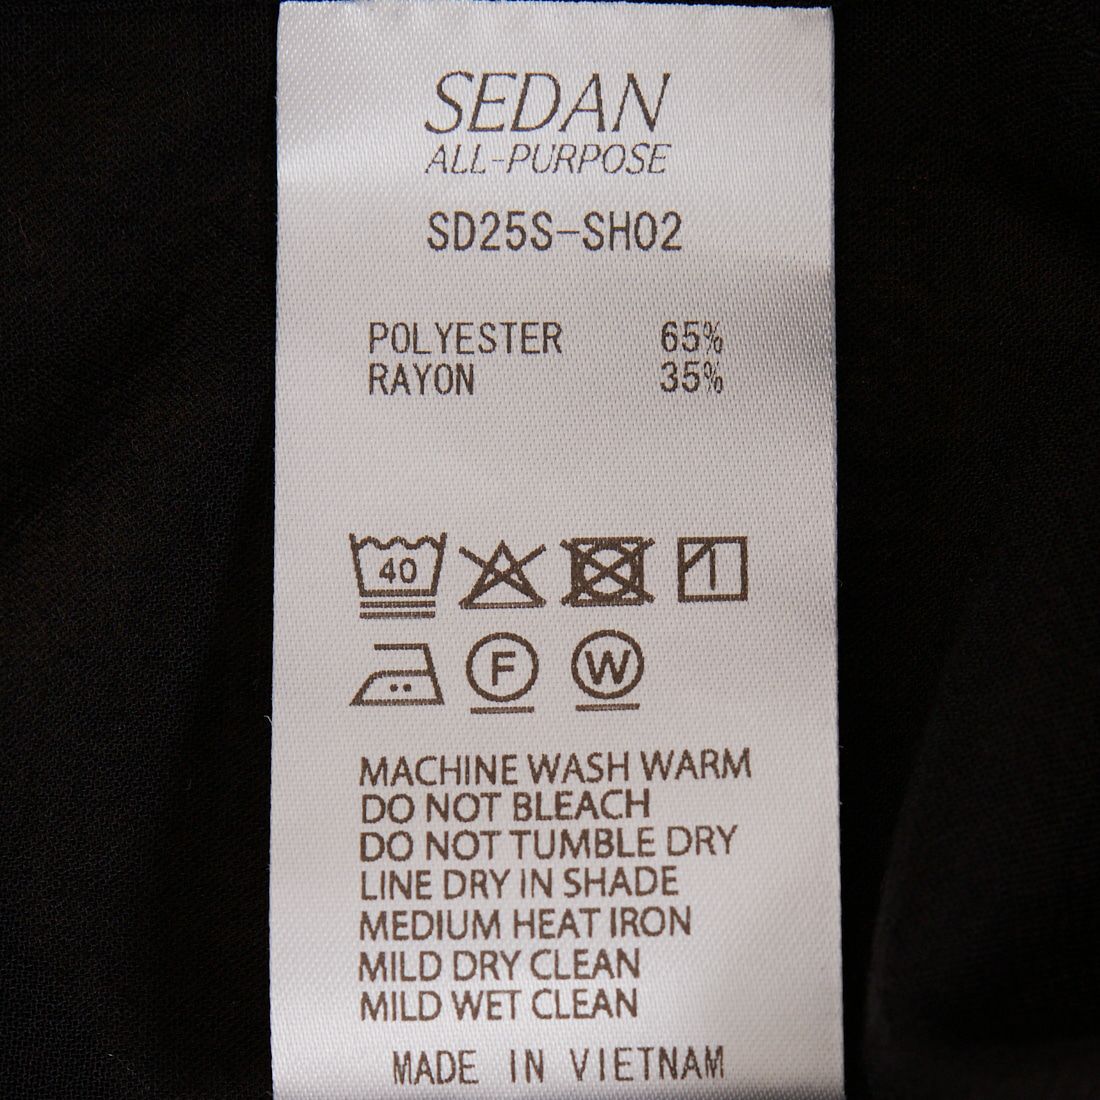 SEDAN
ALL-PURPOSE
SD25S-SH02
POLYESTER 65%
RAYON 35%
40
F W
MACHINE WASH WARM
DO NOT BLEACH
DO NOT TUMBLE DRY
LINE DRY IN SHADE
MEDIUM HEAT IRON
MILD DRY CLEAN
MILD WET CLEAN
MADE IN VIETNAM